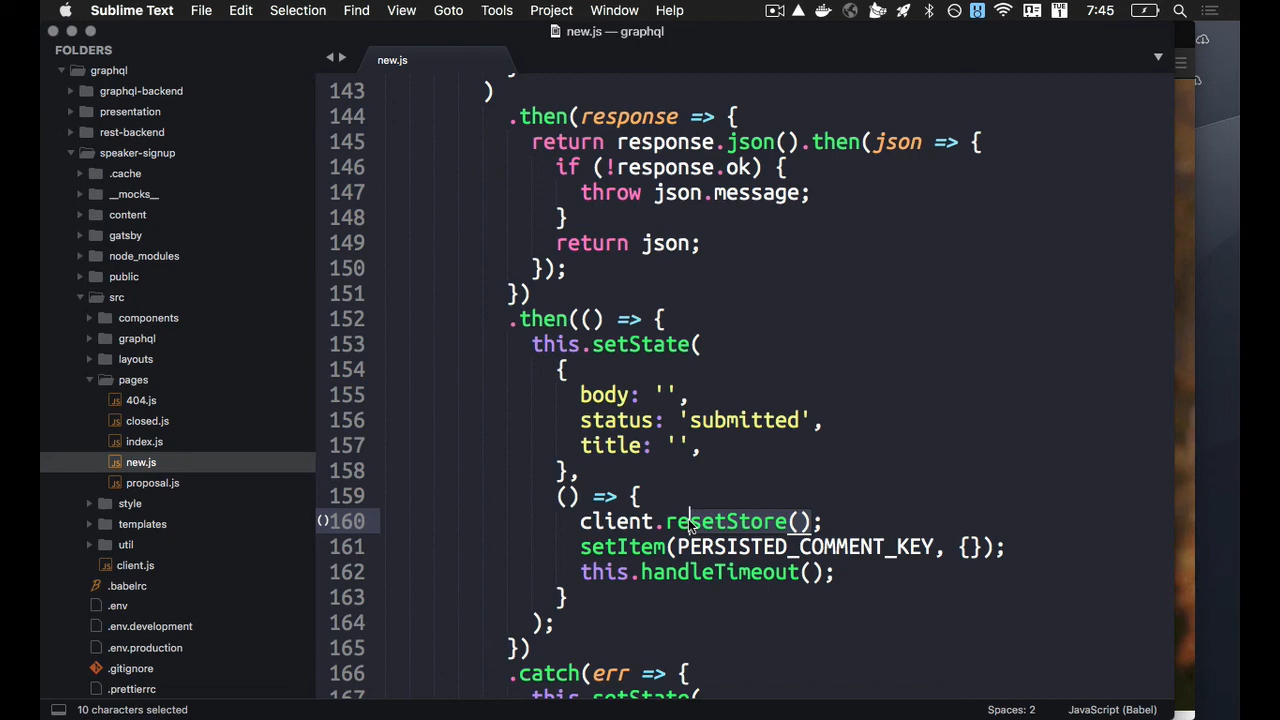 Sublime Text File Edit Selection Find View Goto Tools Project Window Help TUE 1 7:45
new.js — graphql
FOLDERS
graphql
graphql-backend
presentation
rest-backend
speaker-signup
.cache
__mocks__
content
gatsby
node_modules
public
src
components
graphql
layouts
pages
404.js
closed.js
index.js
new.js
proposal.js
style
templates
util
client.js
.babelrc
.env
.env.development
.env.production
.gitignore
.prettierrc
new.js
143 )
144 .then(response => {
145 return response.json().then(json => {
146 if (!response.ok) {
147 throw json.message;
148 }
149 return json;
150 });
151 })
152 .then(() => {
153 this.setState(
154 {
155 body: '',
156 status: 'submitted',
157 title: '',
158 },
159 () => {
160 client.resetStore();
161 setItem(PERSISTED_COMMENT_KEY, {});
162 this.handleTimeout();
163 }
164 );
165 })
166 .catch(err => {
167 this.setState(
10 characters selected Spaces: 2 JavaScript (Babel)